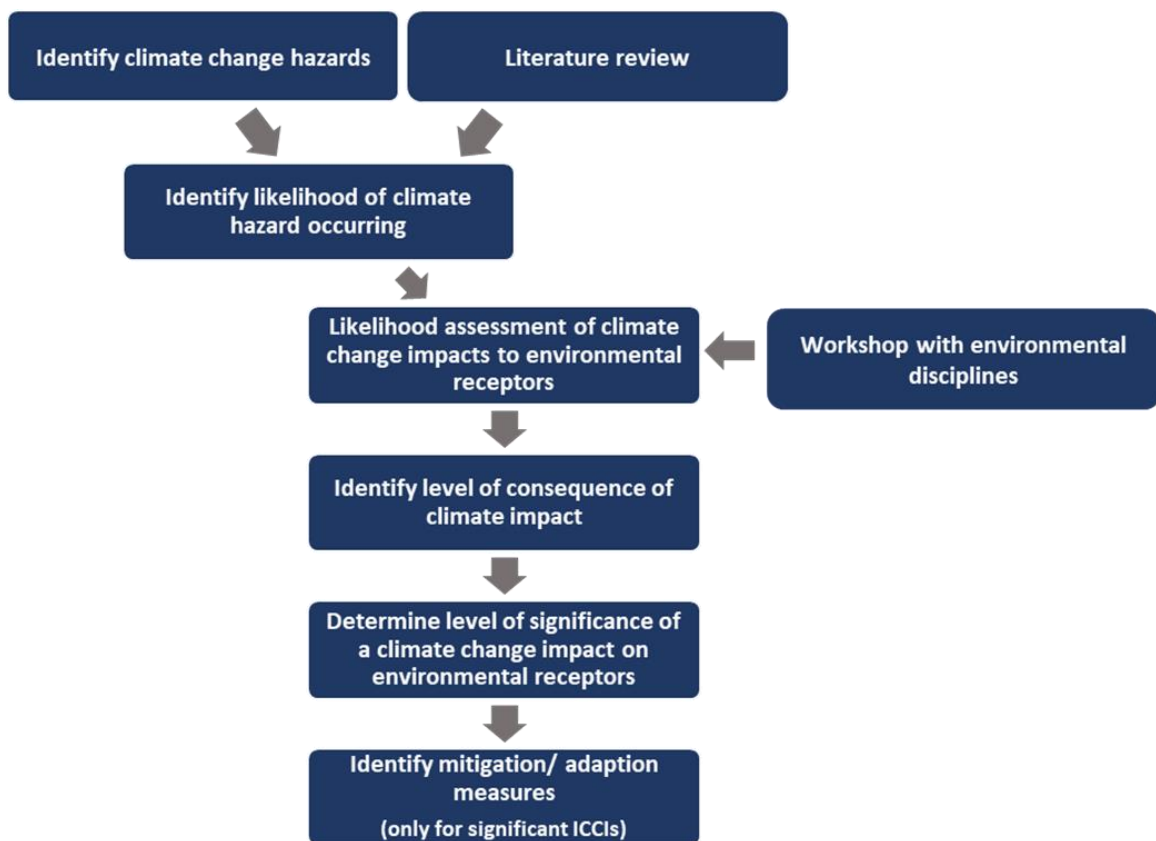 Identify climate change hazards
Literature review
Identify likelihood of climate
hazard occurring
Likelihood assessment of climate
change impacts to environmental
receptors
Workshop with environmental
disciplines
Identify level of consequence of
climate impact
Determine level of significance of
a climate change impact on
environmental receptors
Identify mitigation/ adaption
measures
(only for significant ICCIs)